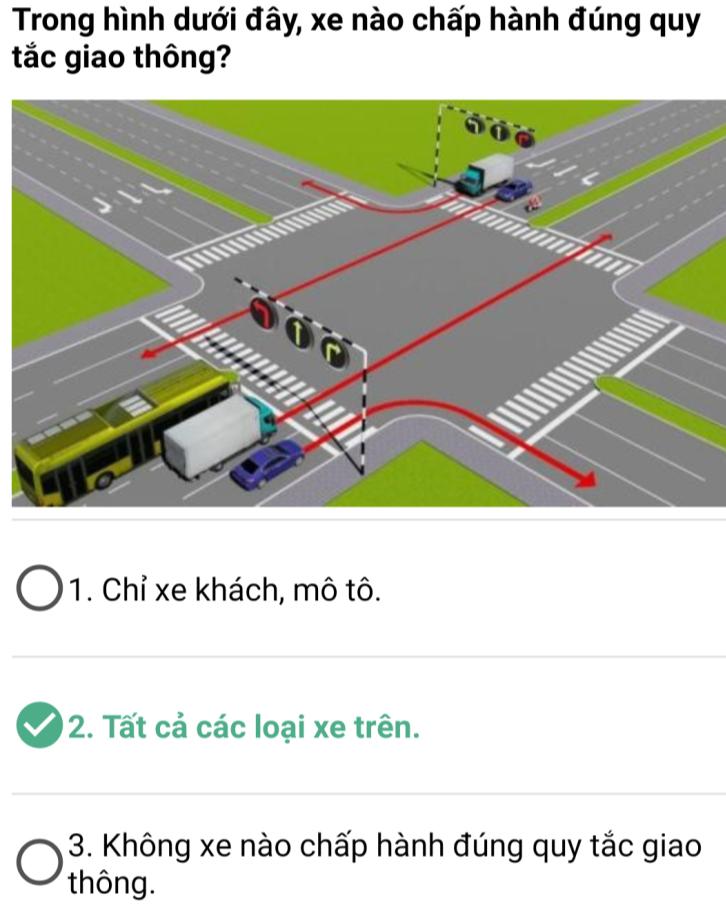 Trong hình dưới đây, xe nào chấp hành đúng quy
tắc giao thông?
1. Chỉ xe khách, mô tô.
2. Tất cả các loại xe trên.
3. Không xe nào chấp hành đúng quy tắc giao
thông.